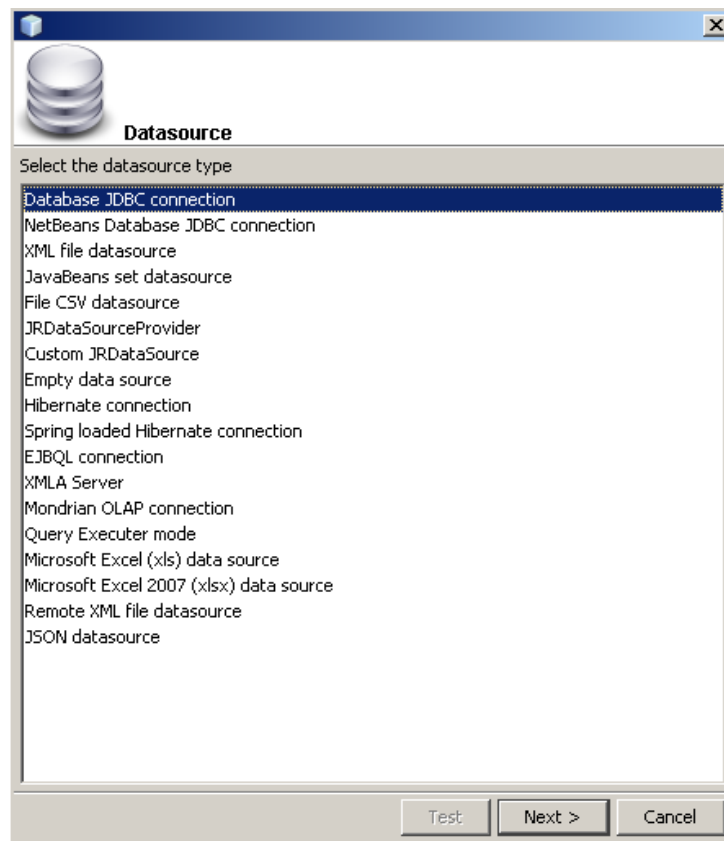 Datasource
Select the datasource type
Database JDBC connection
NetBeans Database JDBC connection
XML file datasource
JavaBeans set datasource
File CSV datasource
JRDataSourceProvider
Custom JRDataSource
Empty data source
Hibernate connection
Spring loaded Hibernate connection
EJBQL connection
XMLA Server
Mondrian OLAP connection
Query Executer mode
Microsoft Excel (xls) data source
Microsoft Excel 2007 (xlsx) data source
Remote XML file datasource
JSON datasource
Test Next > Cancel